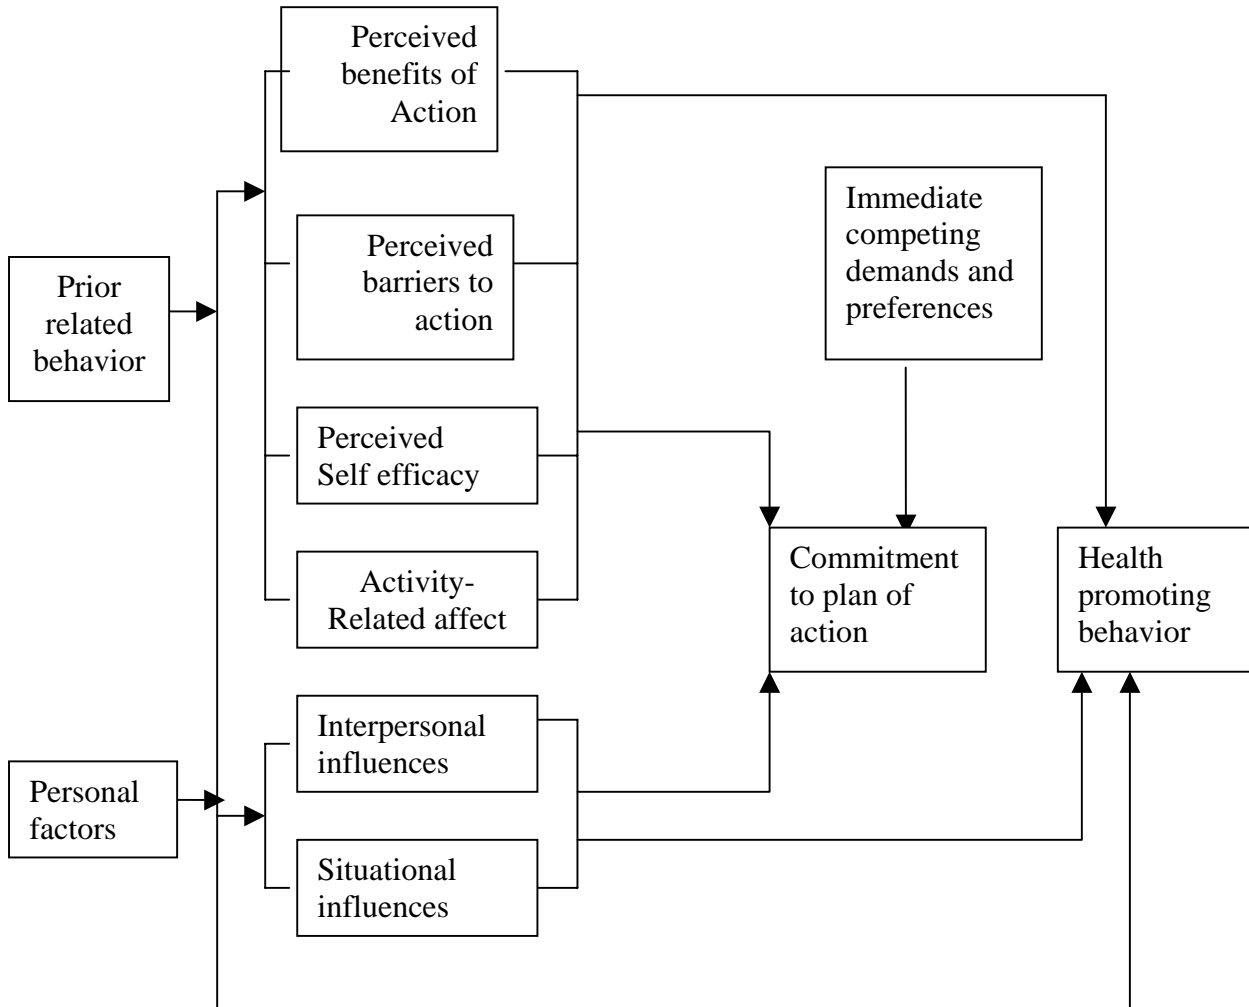 Perceived
benefits of
Action
Immediate
competing
demands and
preferences
Perceived
barriers to
action
Prior
related
behavior
Perceived
Self efficacy
Activity-
Related affect
Commitment
to plan of
action
Health
promoting
behavior
Interpersonal
influences
Personal
factors
Situational
influences